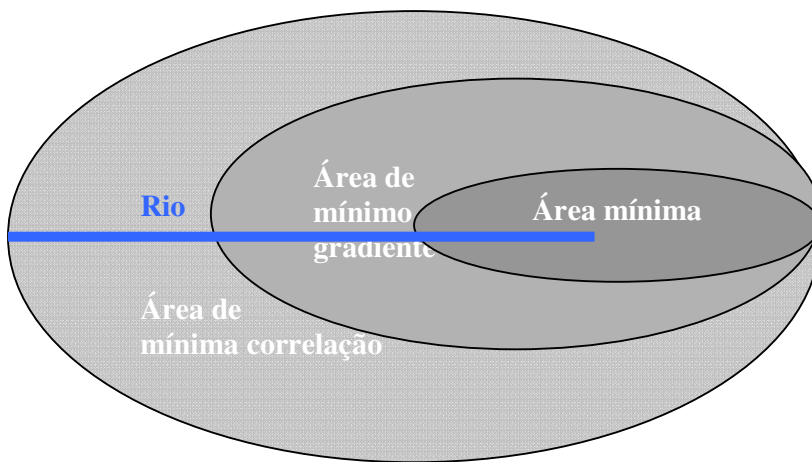 Rio
Área de
mínimo
gradiente
Área mínima
Área de
mínima correlação